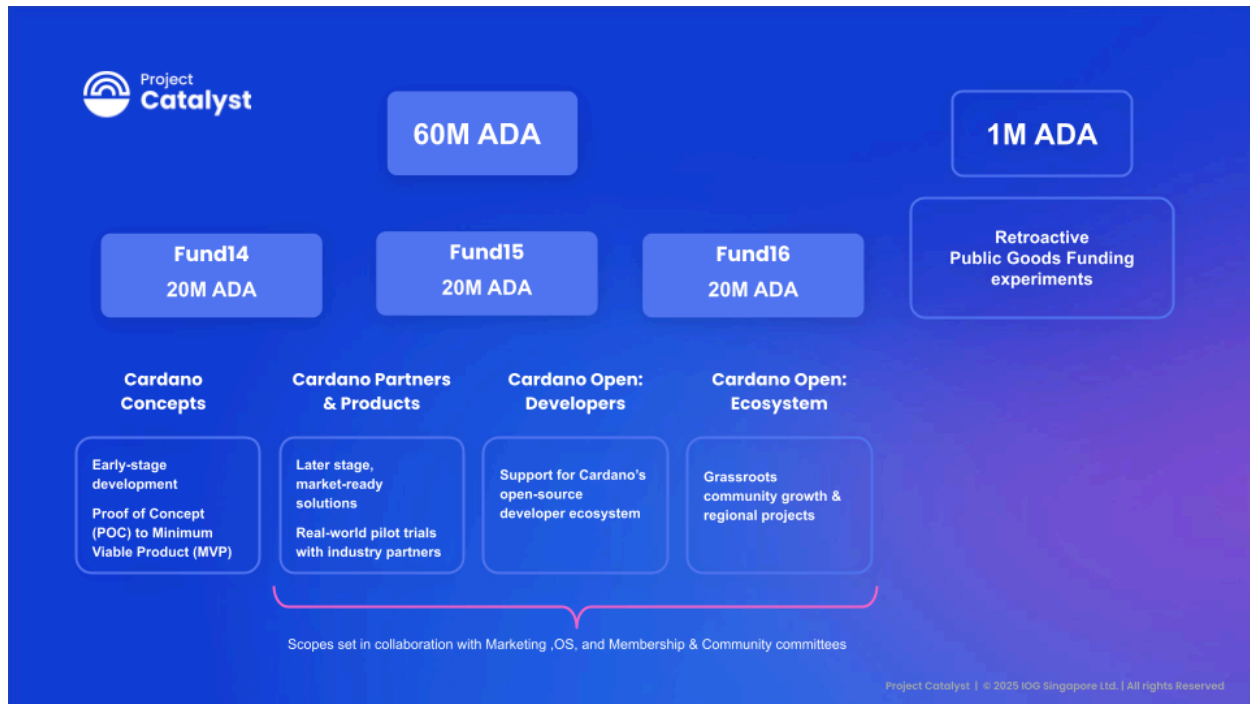 Project
Catalyst
60M ADA
1M ADA
Fund14
20M ADA
Fund15
20M ADA
Fund16
20M ADA
Retroactive
Public Goods Funding
experiments
Cardano
Concepts
Cardano Partners
& Products
Cardano Open:
Developers
Cardano Open:
Ecosystem
Early-stage
development
Proof of Concept
(POC) to Minimum
Viable Product (MVP)
Later stage,
market-ready
solutions
Real-world pilot trials
with industry partners
Support for Cardano's
open-source
developer ecosystem
Grassroots
community growth &
regional projects
Scopes set in collaboration with Marketing ,OS, and Membership & Community committees
Project Catalyst | © 2025 IOG Singapore Ltd. | All rights Reserved